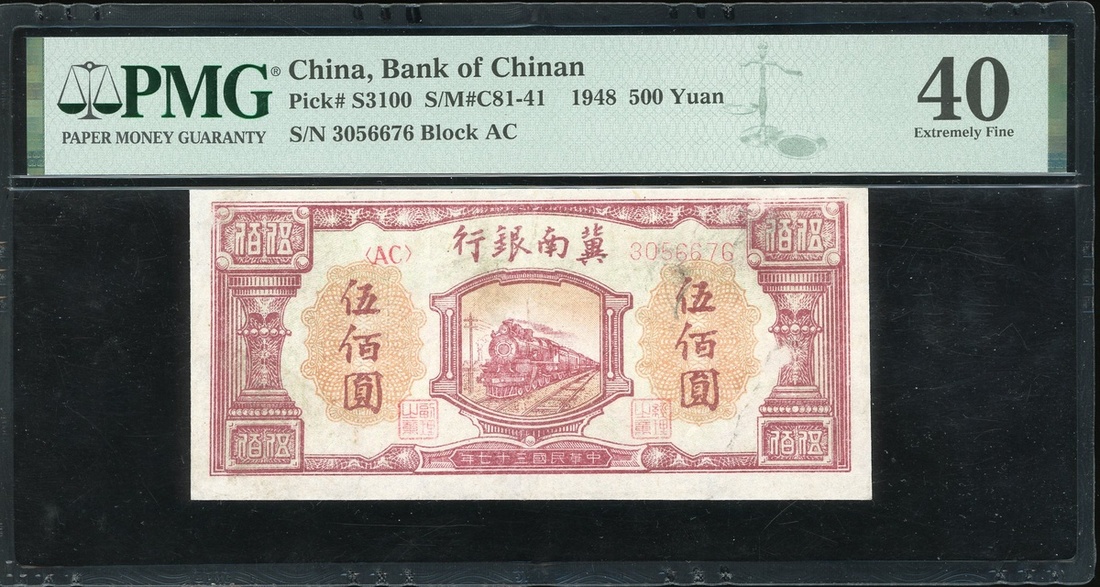 PMG®
PAPER MONEY GUARANTY
China, Bank of Chinan
Pick# S3100 S/M#C81-41 1948 500 Yuan
S/N 3056676 Block AC
40
Extremely Fine
伍佰
行銀南冀
伍佰
〈AC〉
3056676
伍佰圓
伍佰圓
伍佰
年七十三國民華中
伍佰